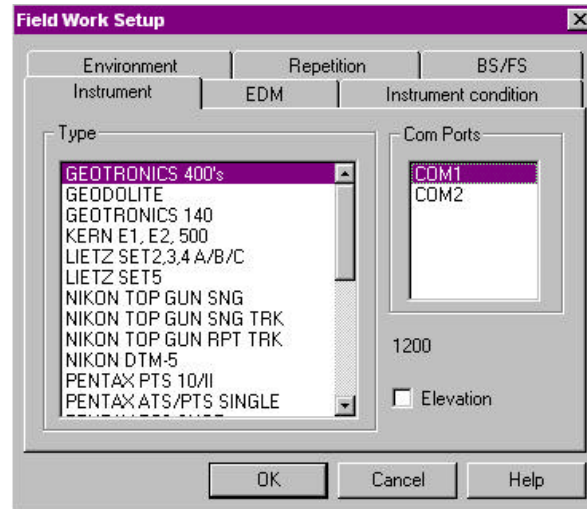 Field Work Setup
Environment Repetition BS/FS
Instrument EDM Instrument condition
Type
GEOTRONICS 400's
GEODOLITE
GEOTRONICS 140
KERN E1, E2, 500
LIETZ SET2,3,4 A/B/C
LIETZ SET5
NIKON TOP GUN SNG
NIKON TOP GUN SNG TRK
NIKON TOP GUN RPT TRK
NIKON DTM-5
PENTAX PTS 10/II
PENTAX ATS/PTS SINGLE
Com Ports
COM1
COM2
1200
Elevation
OK Cancel Help